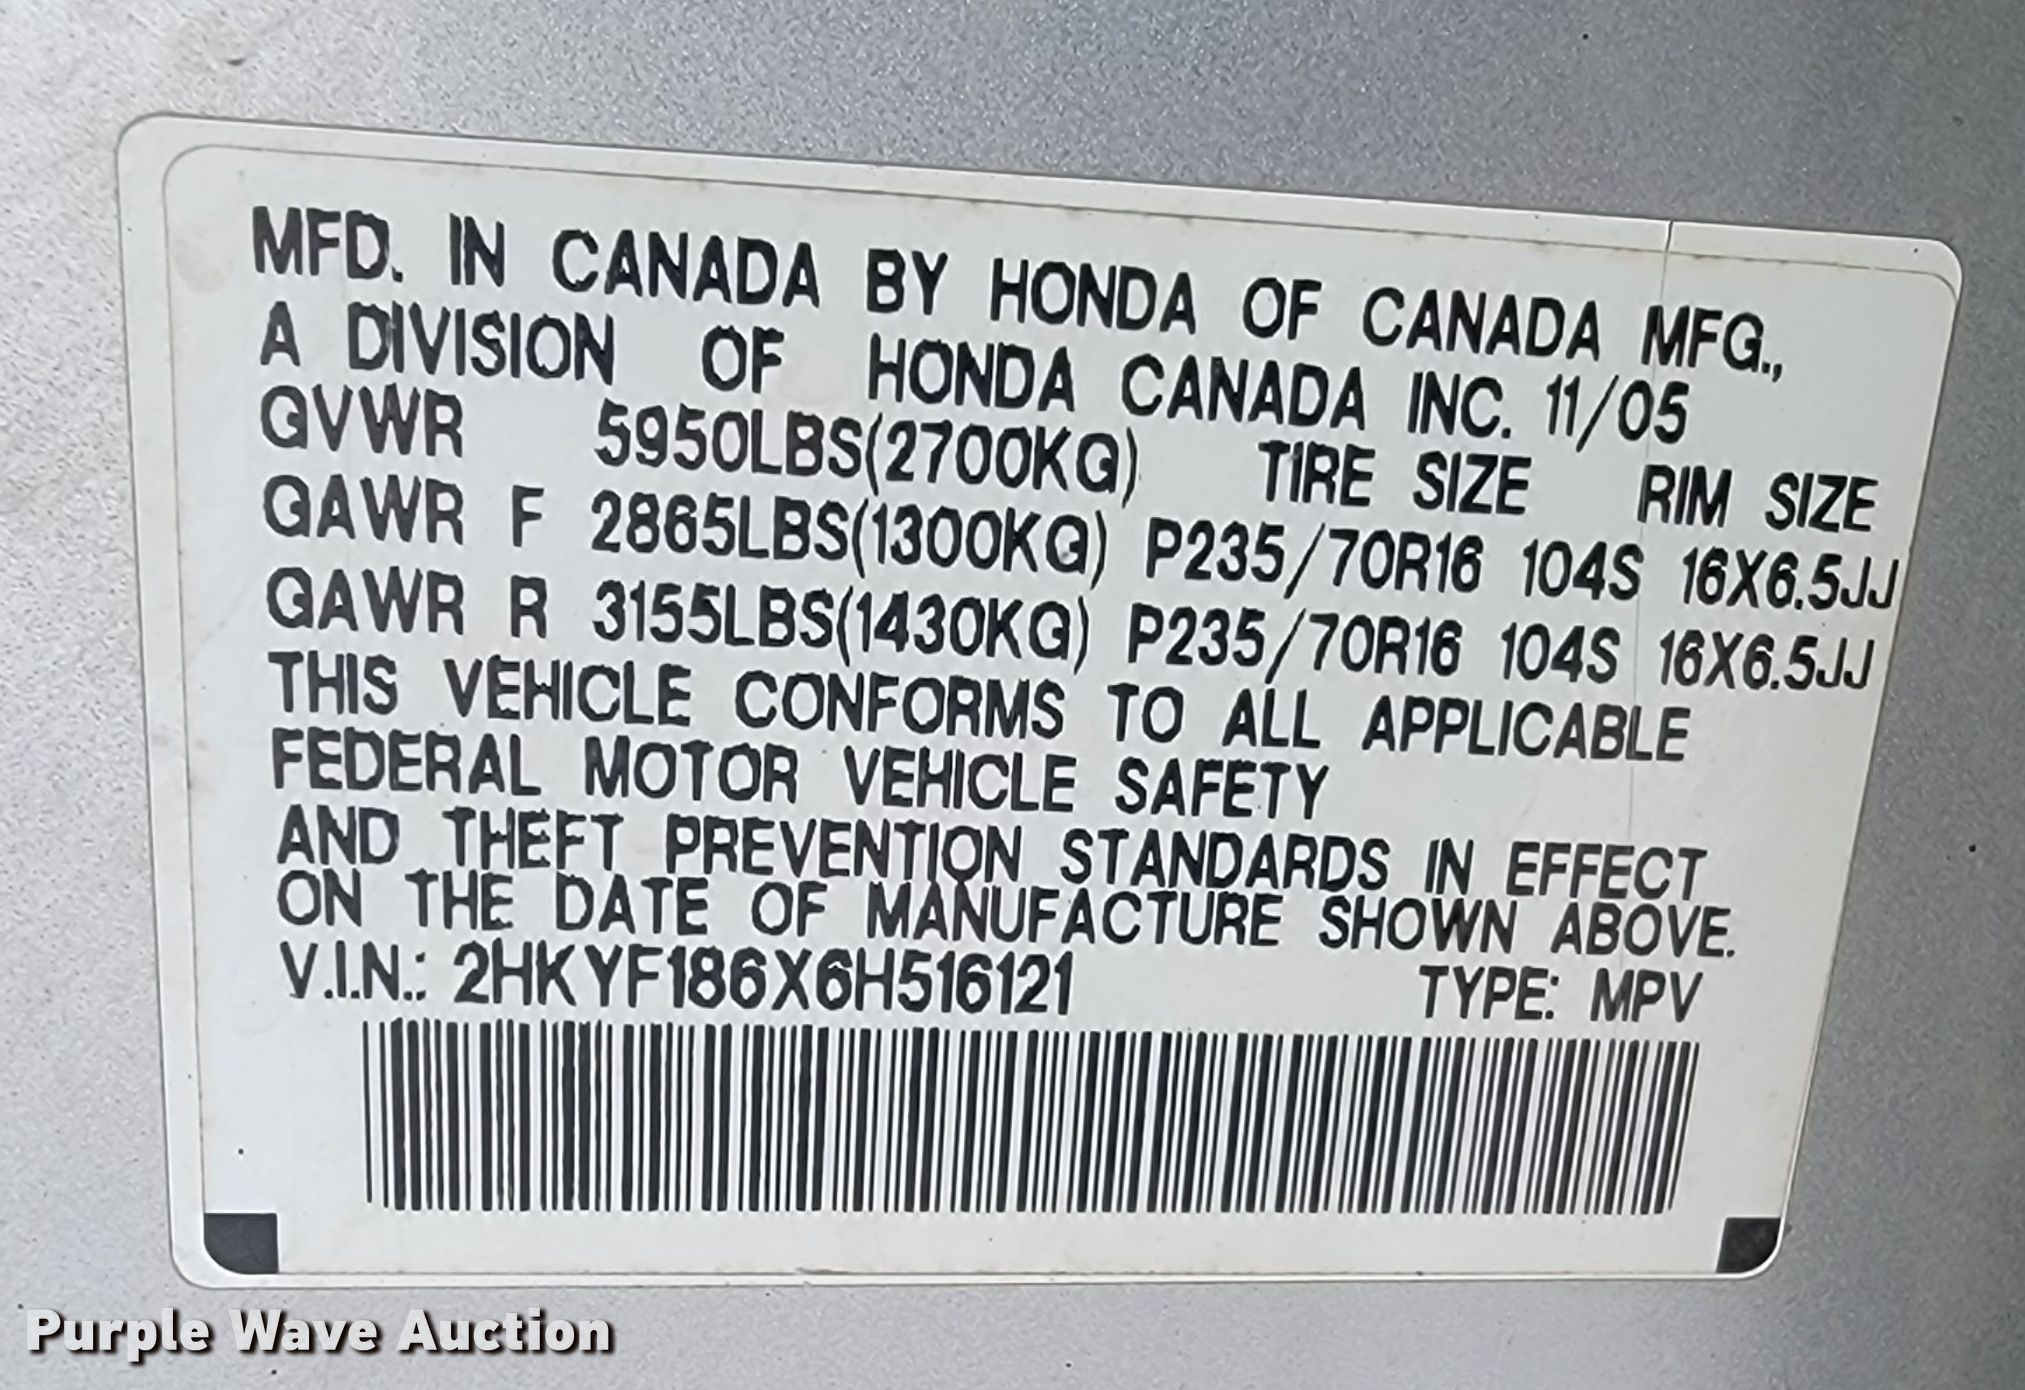 MFD. IN CANADA BY HONDA OF CANADA MFG.,
A DIVISION OF HONDA CANADA INC. 11/05
GVWR 5950LBS(2700KG) TIRE SIZE RIM SIZE
GAWR F 2865LBS(1300KG) P235/70R16 104S 16X6.5JJ
GAWR R 3155LBS(1430KG) P235/70R16 104S 16X6.5JJ
THIS VEHICLE CONFORMS TO ALL APPLICABLE
FEDERAL MOTOR VEHICLE SAFETY
AND THEFT PREVENTION STANDARDS IN EFFECT
ON THE DATE OF MANUFACTURE SHOWN ABOVE.
V.I.N.: 2HKYF186X6H516121 TYPE: MPV
Purple Wave Auction